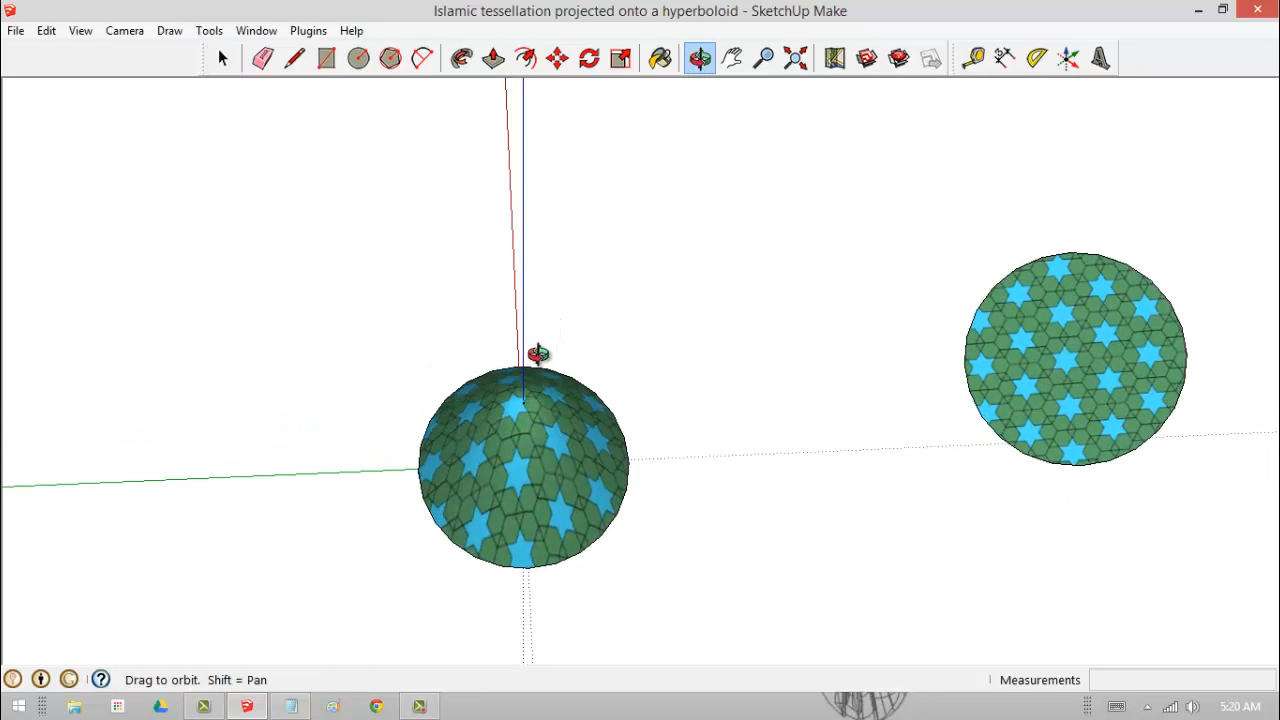 Islamic tessellation projected onto a hyperboloid - SketchUp Make
File Edit View Camera Draw Tools Window Plugins Help
Drag to orbit. Shift = Pan
Measurements
5:20 AM